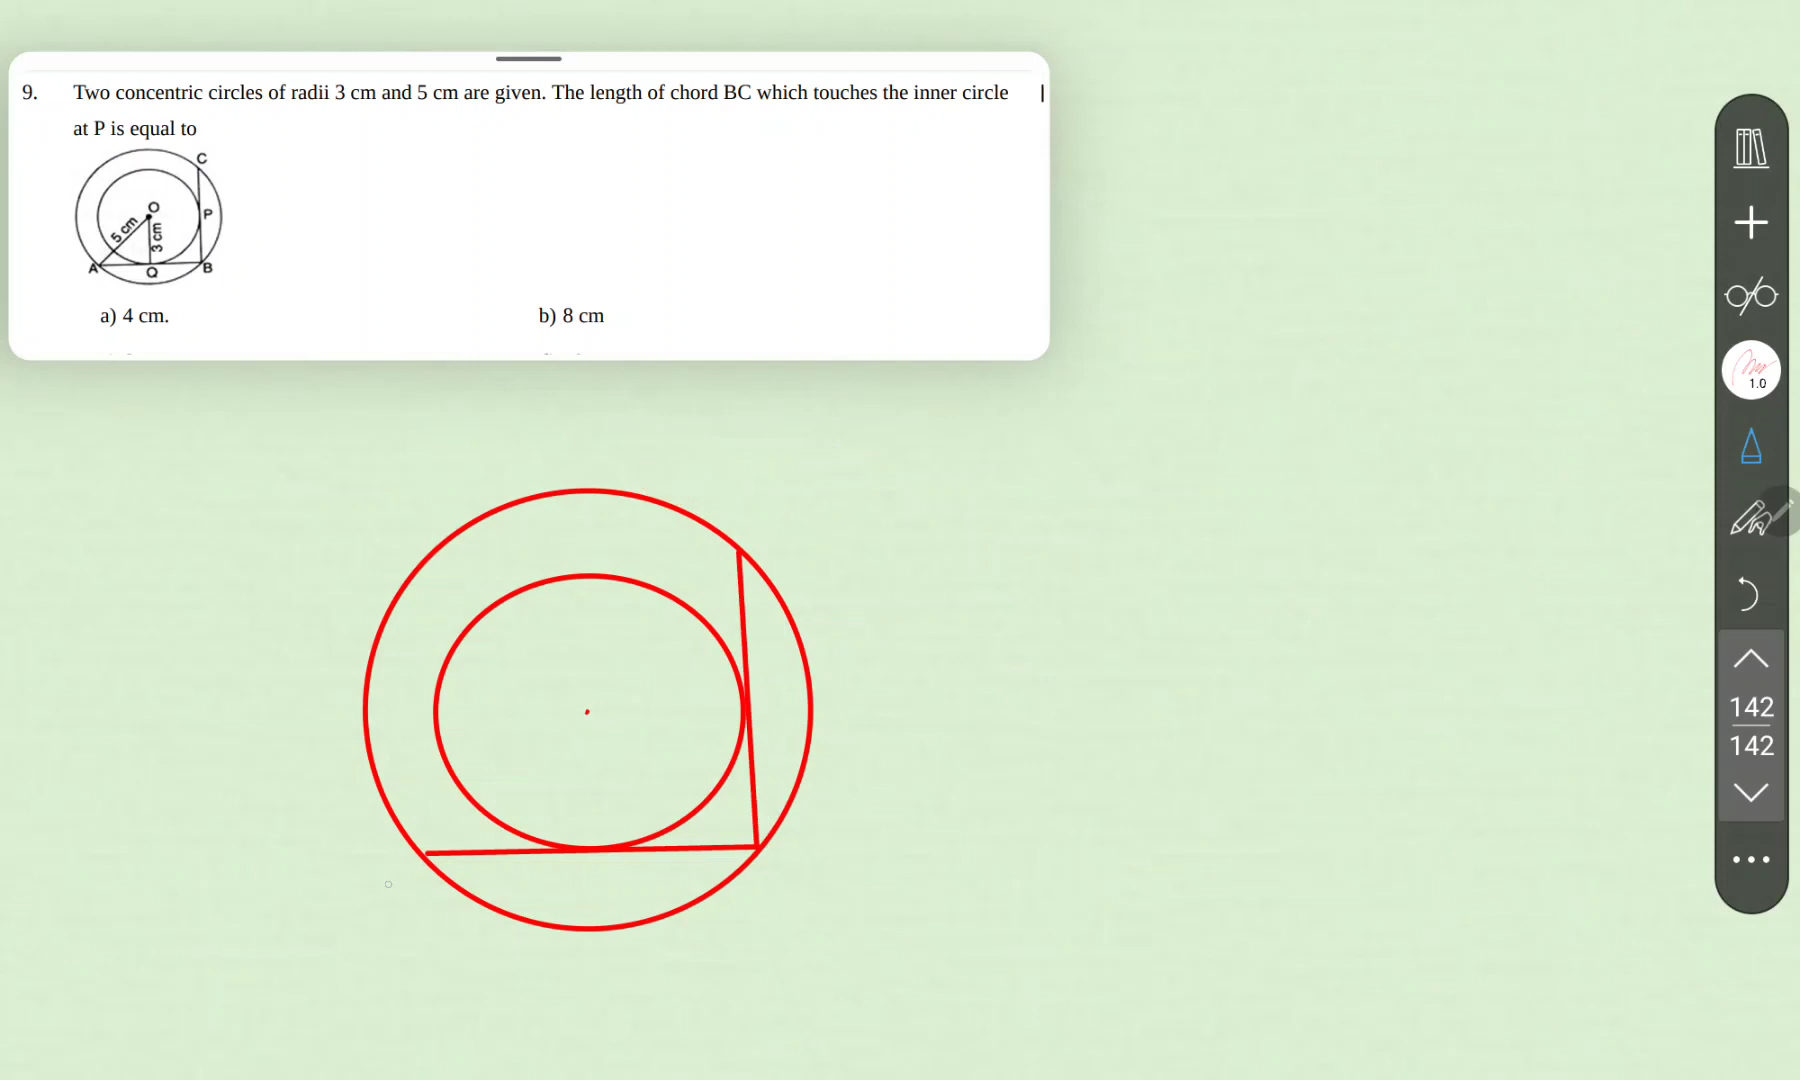 9. Two concentric circles of radii 3 cm and 5 cm are given. The length of chord BC which touches the inner circle
at P is equal to
C
O
P
5 cm
3 cm
A
Q
B
a) 4 cm.
b) 8 cm
1.0
142
142